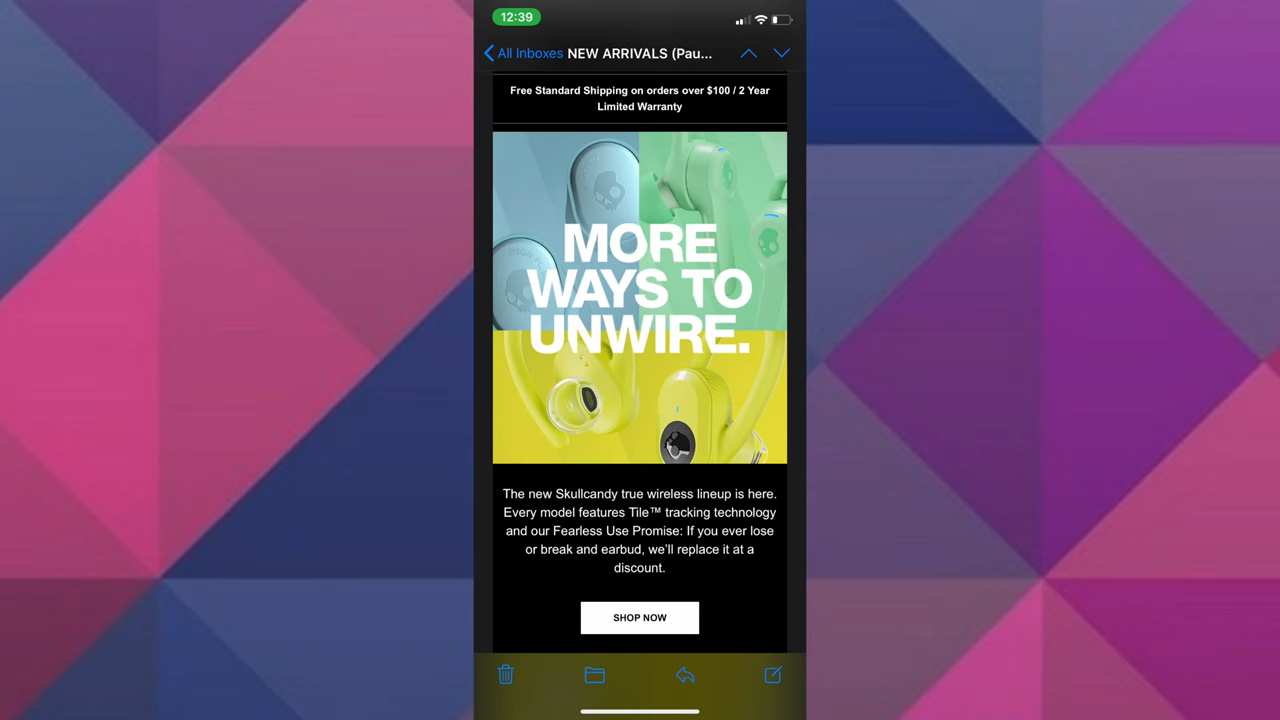 12:39
All Inboxes NEW ARRIVALS (Pau...
Free Standard Shipping on orders over $100 / 2 Year
Limited Warranty
MORE
WAYS TO
UNWIRE.
The new Skullcandy true wireless lineup is here.
Every model features Tile™ tracking technology
and our Fearless Use Promise: If you ever lose
or break and earbud, we'll replace it at a
discount.
SHOP NOW